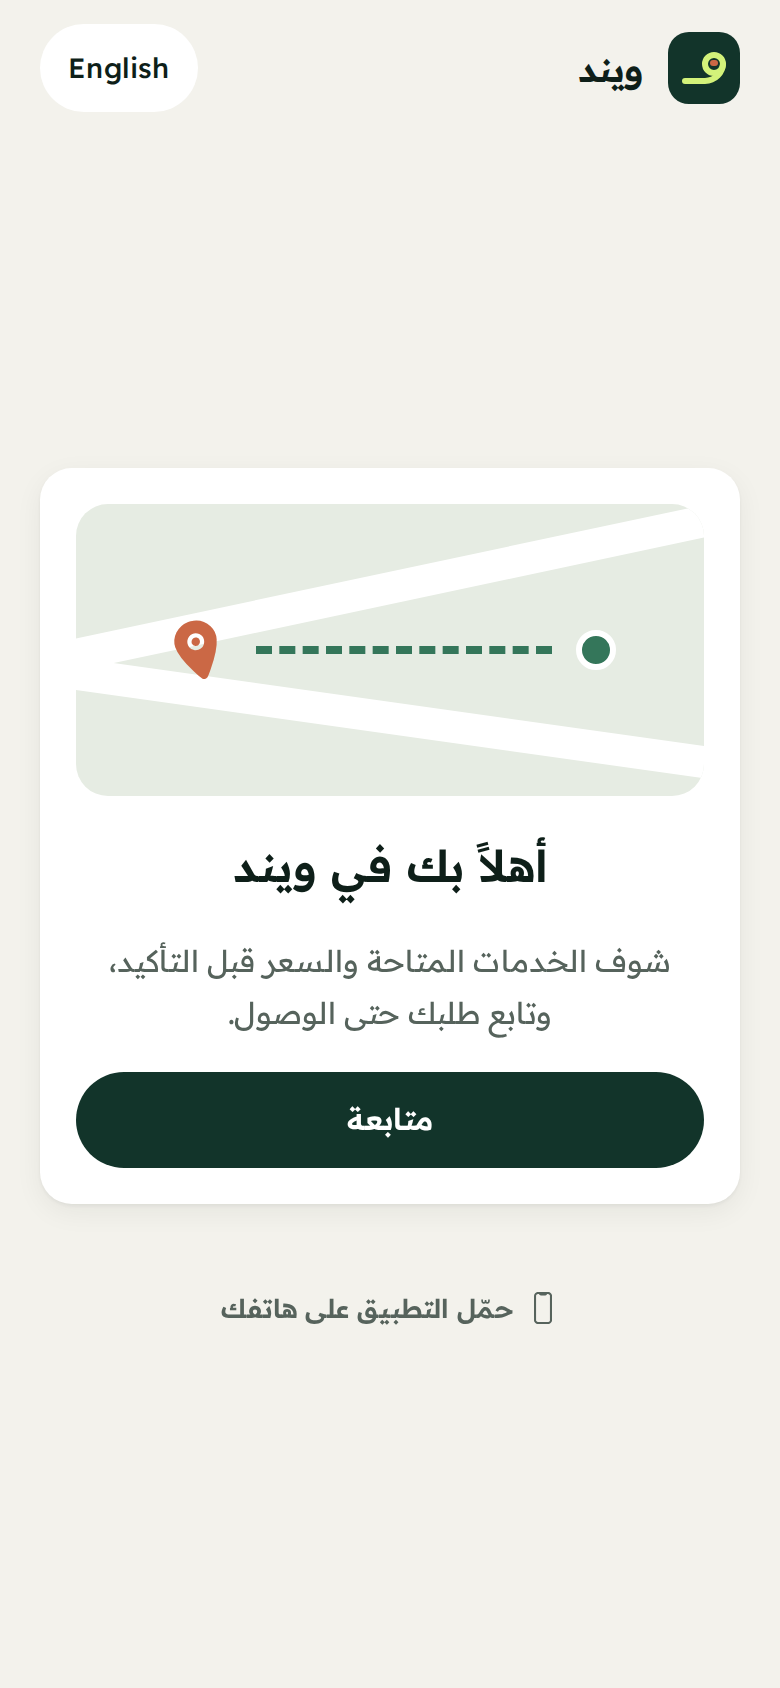 ويند
English
أهلاً بك في ويند
شوف الخدمات المتاحة والسعر قبل التأكيد،
وتابع طلبك حتى الوصول.
متابعة
حمّل التطبيق على هاتفك